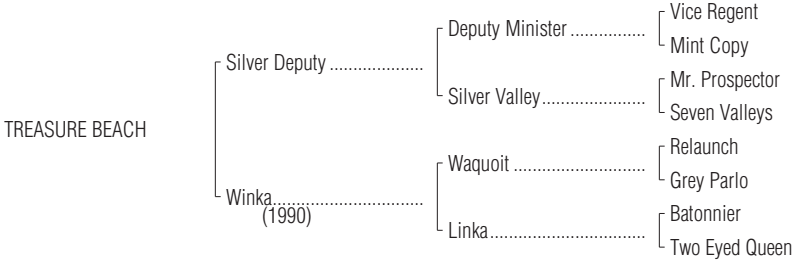 Vice Regent
Deputy Minister ................
Mint Copy
Silver Deputy ....................
Mr. Prospector
Silver Valley......................
Seven Valleys
TREASURE BEACH
Relaunch
Waquoit ............................
Grey Parlo
Winka................................
(1990)
Batonnier
Linka.................................
Two Eyed Queen